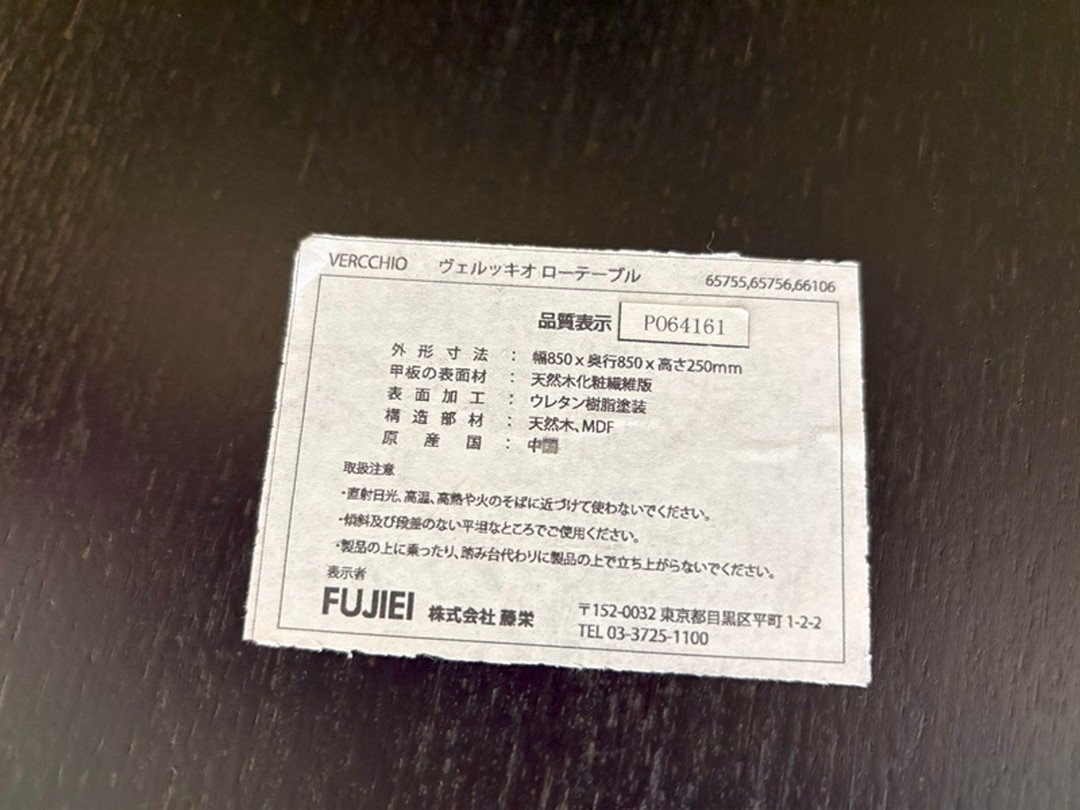 VERCCHIO ヴェルッキオ ローテーブル 65755,65756,66106
品質表示 P064161
外形寸法 : 幅850 x 奥行850 x 高さ250mm
甲板の表面材 : 天然木化粧繊維版
表面加工 : ウレタン樹脂塗装
構造部材 : 天然木、MDF
原産国 : 中
取扱注意
・直射日光、高温、高熱や火のそばに近づけて使わないでください。
・傾斜及び段差のない平坦なところでご使用ください。
・製品の上に乗ったり、踏み台代わりに製品の上で立ち上がらないでください。
表示者
FUJIEI 株式会社 藤栄 〒152-0032 東京都目黒区平町 1-2-2
TEL 03-3725-1100